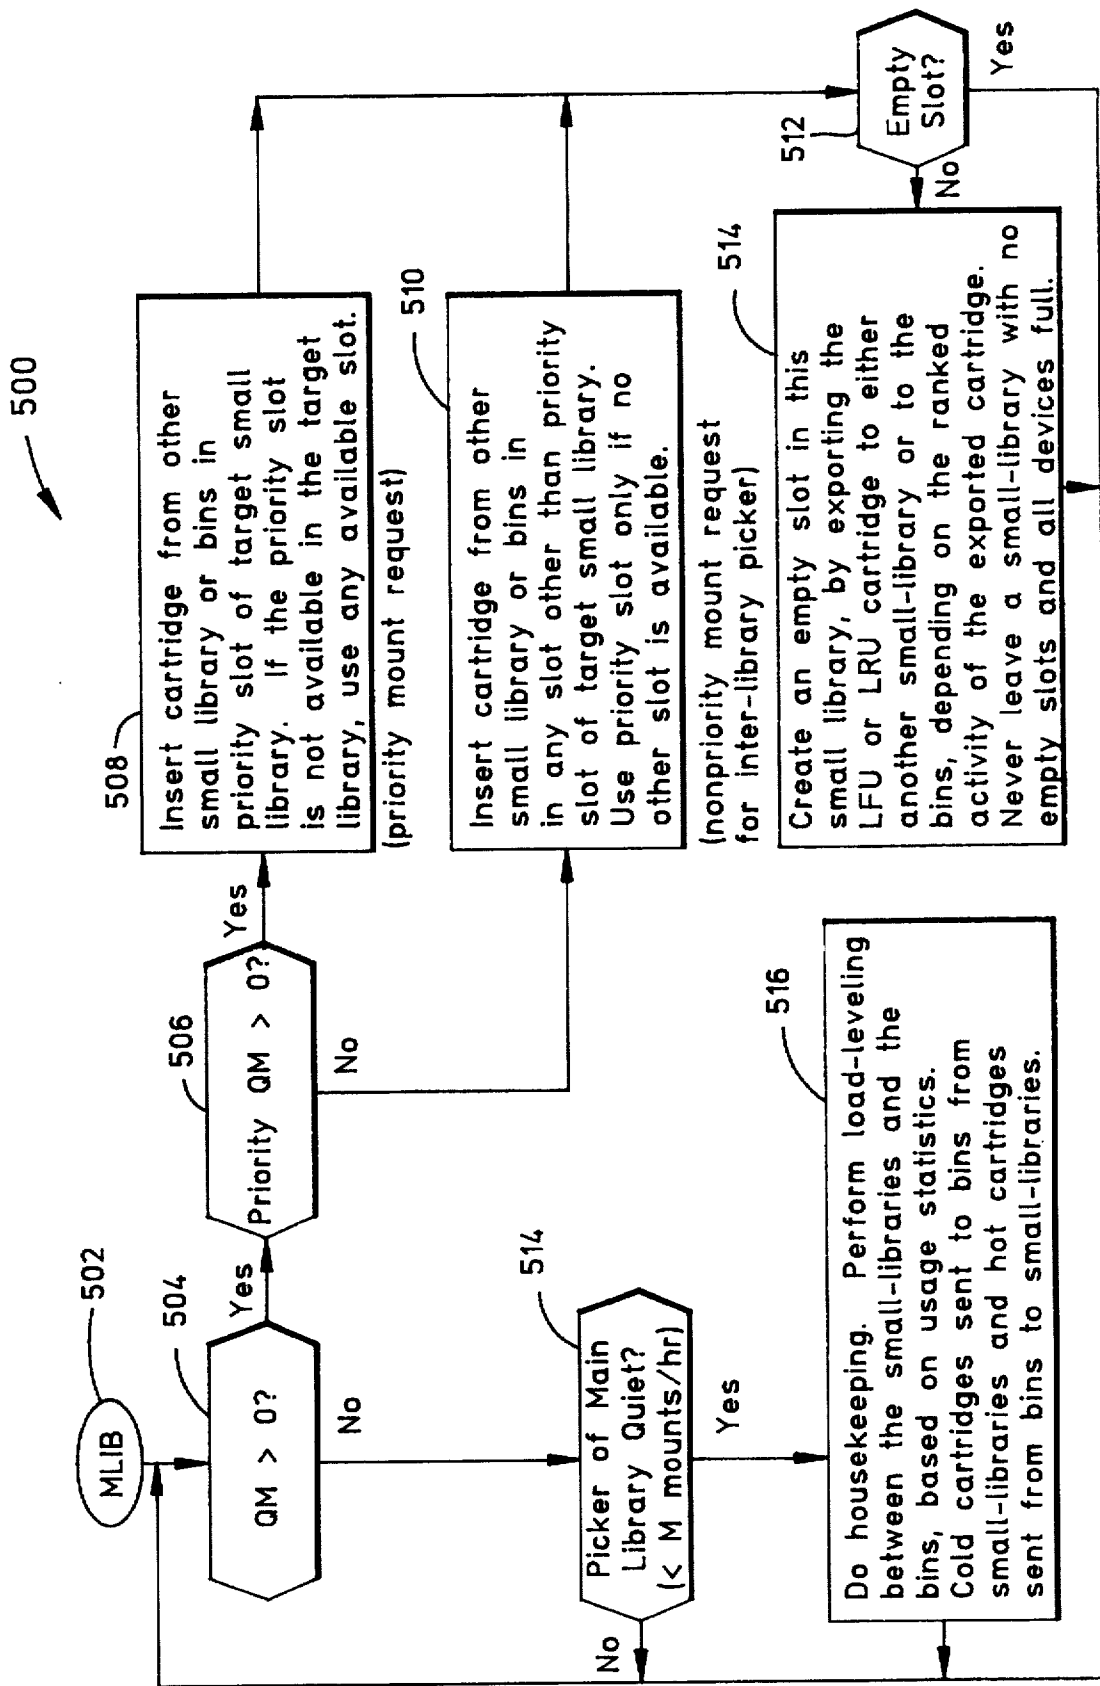 500
502
MLIB
504
QM > 0?
Yes
No
506
Priority QM > 0?
Yes
No
508
Insert cartridge from other
small library or bins in
priority slot of target small
library. If the priority slot
is not available in the target
library, use any available slot.
(priority mount request)
510
Insert cartridge from other
small library or bins in
in any slot other than priority
slot of target small library.
Use priority slot only if no
other slot is available.
(nonpriority mount request
for inter-library picker)
512
Empty
Slot?
Yes
No
514
Create an empty slot in this
small library, by exporting the
LFU or LRU cartridge to either
another small-library or to the
bins, depending on the ranked
activity of the exported cartridge.
Never leave a small-library with no
empty slots and all devices full.
514
Picker of Main
Library Quiet?
(< M mounts/hr)
No
Yes
516
Do housekeeping. Perform load-leveling
between the small-libraries and the
bins, based on usage statistics.
Cold cartridges sent to bins from
small-libraries and hot cartridges
sent from bins to small-libraries.